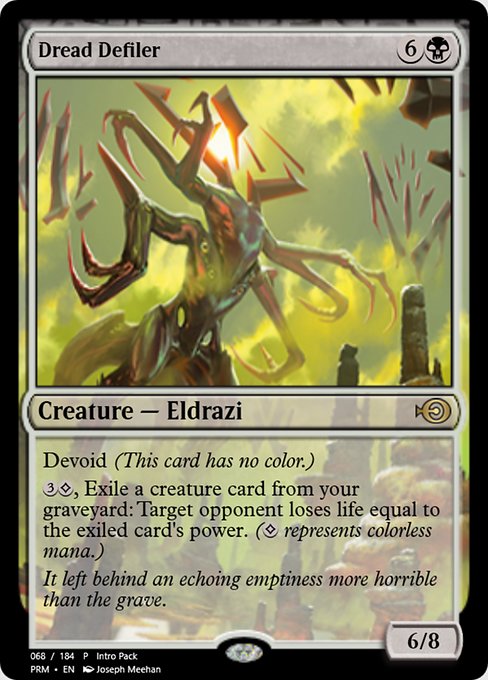 Dread Defiler 6
Creature — Eldrazi
Devoid (This card has no color.)
3◇, Exile a creature card from your
graveyard: Target opponent loses life equal to
the exiled card's power. (◇ represents colorless
mana.)
It left behind an echoing emptiness more horrible
than the grave.
6/8
068 / 184 P Intro Pack
PRM • EN Joseph Meehan